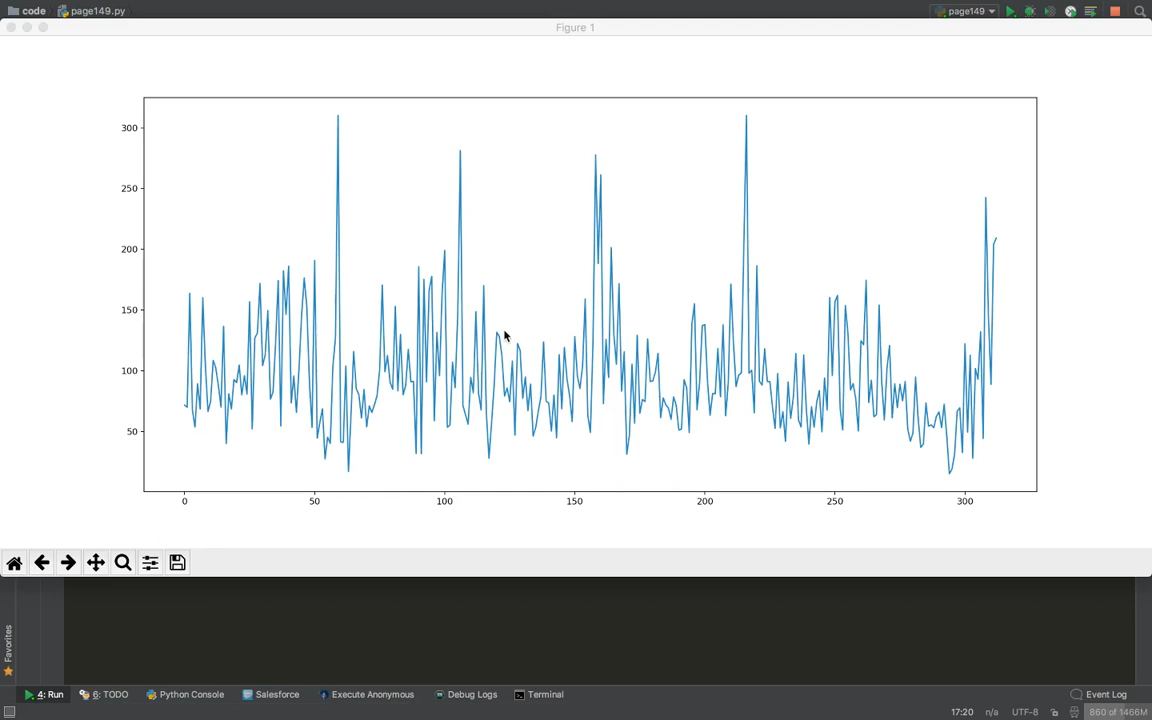 code page149.py page149
Figure 1
300
250
200
150
100
50
0 50 100 150 200 250 300
Favorites
4: Run 6: TODO Python Console Salesforce Execute Anonymous Debug Logs Terminal Event Log
17:20 n/a UTF-8 860 of 1466M